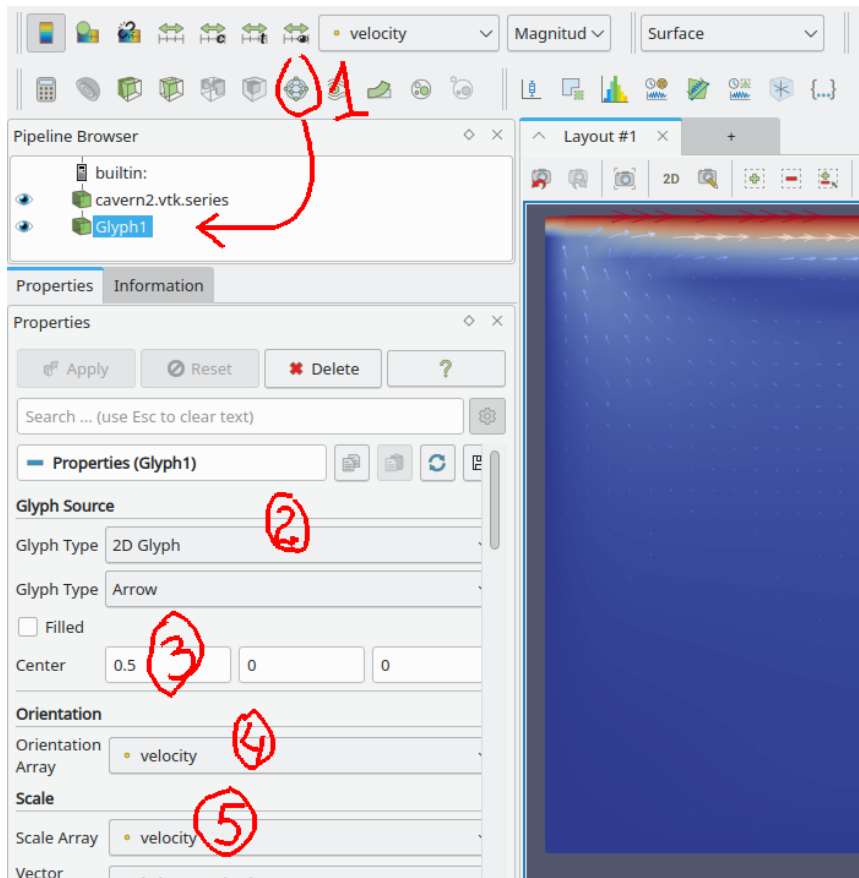 velocity Magnitud Surface
1
Pipeline Browser
Layout #1 +
builtin:
cavern2.vtk.series
Glyph1
2D
Properties Information
Properties
Apply Reset Delete ?
Search ... (use Esc to clear text)
Properties (Glyph1)
Glyph Source
2
Glyph Type 2D Glyph
Glyph Type Arrow
Filled
3
Center 0.5 0 0
Orientation
4
Orientation Array velocity
Scale
5
Scale Array velocity
Vector